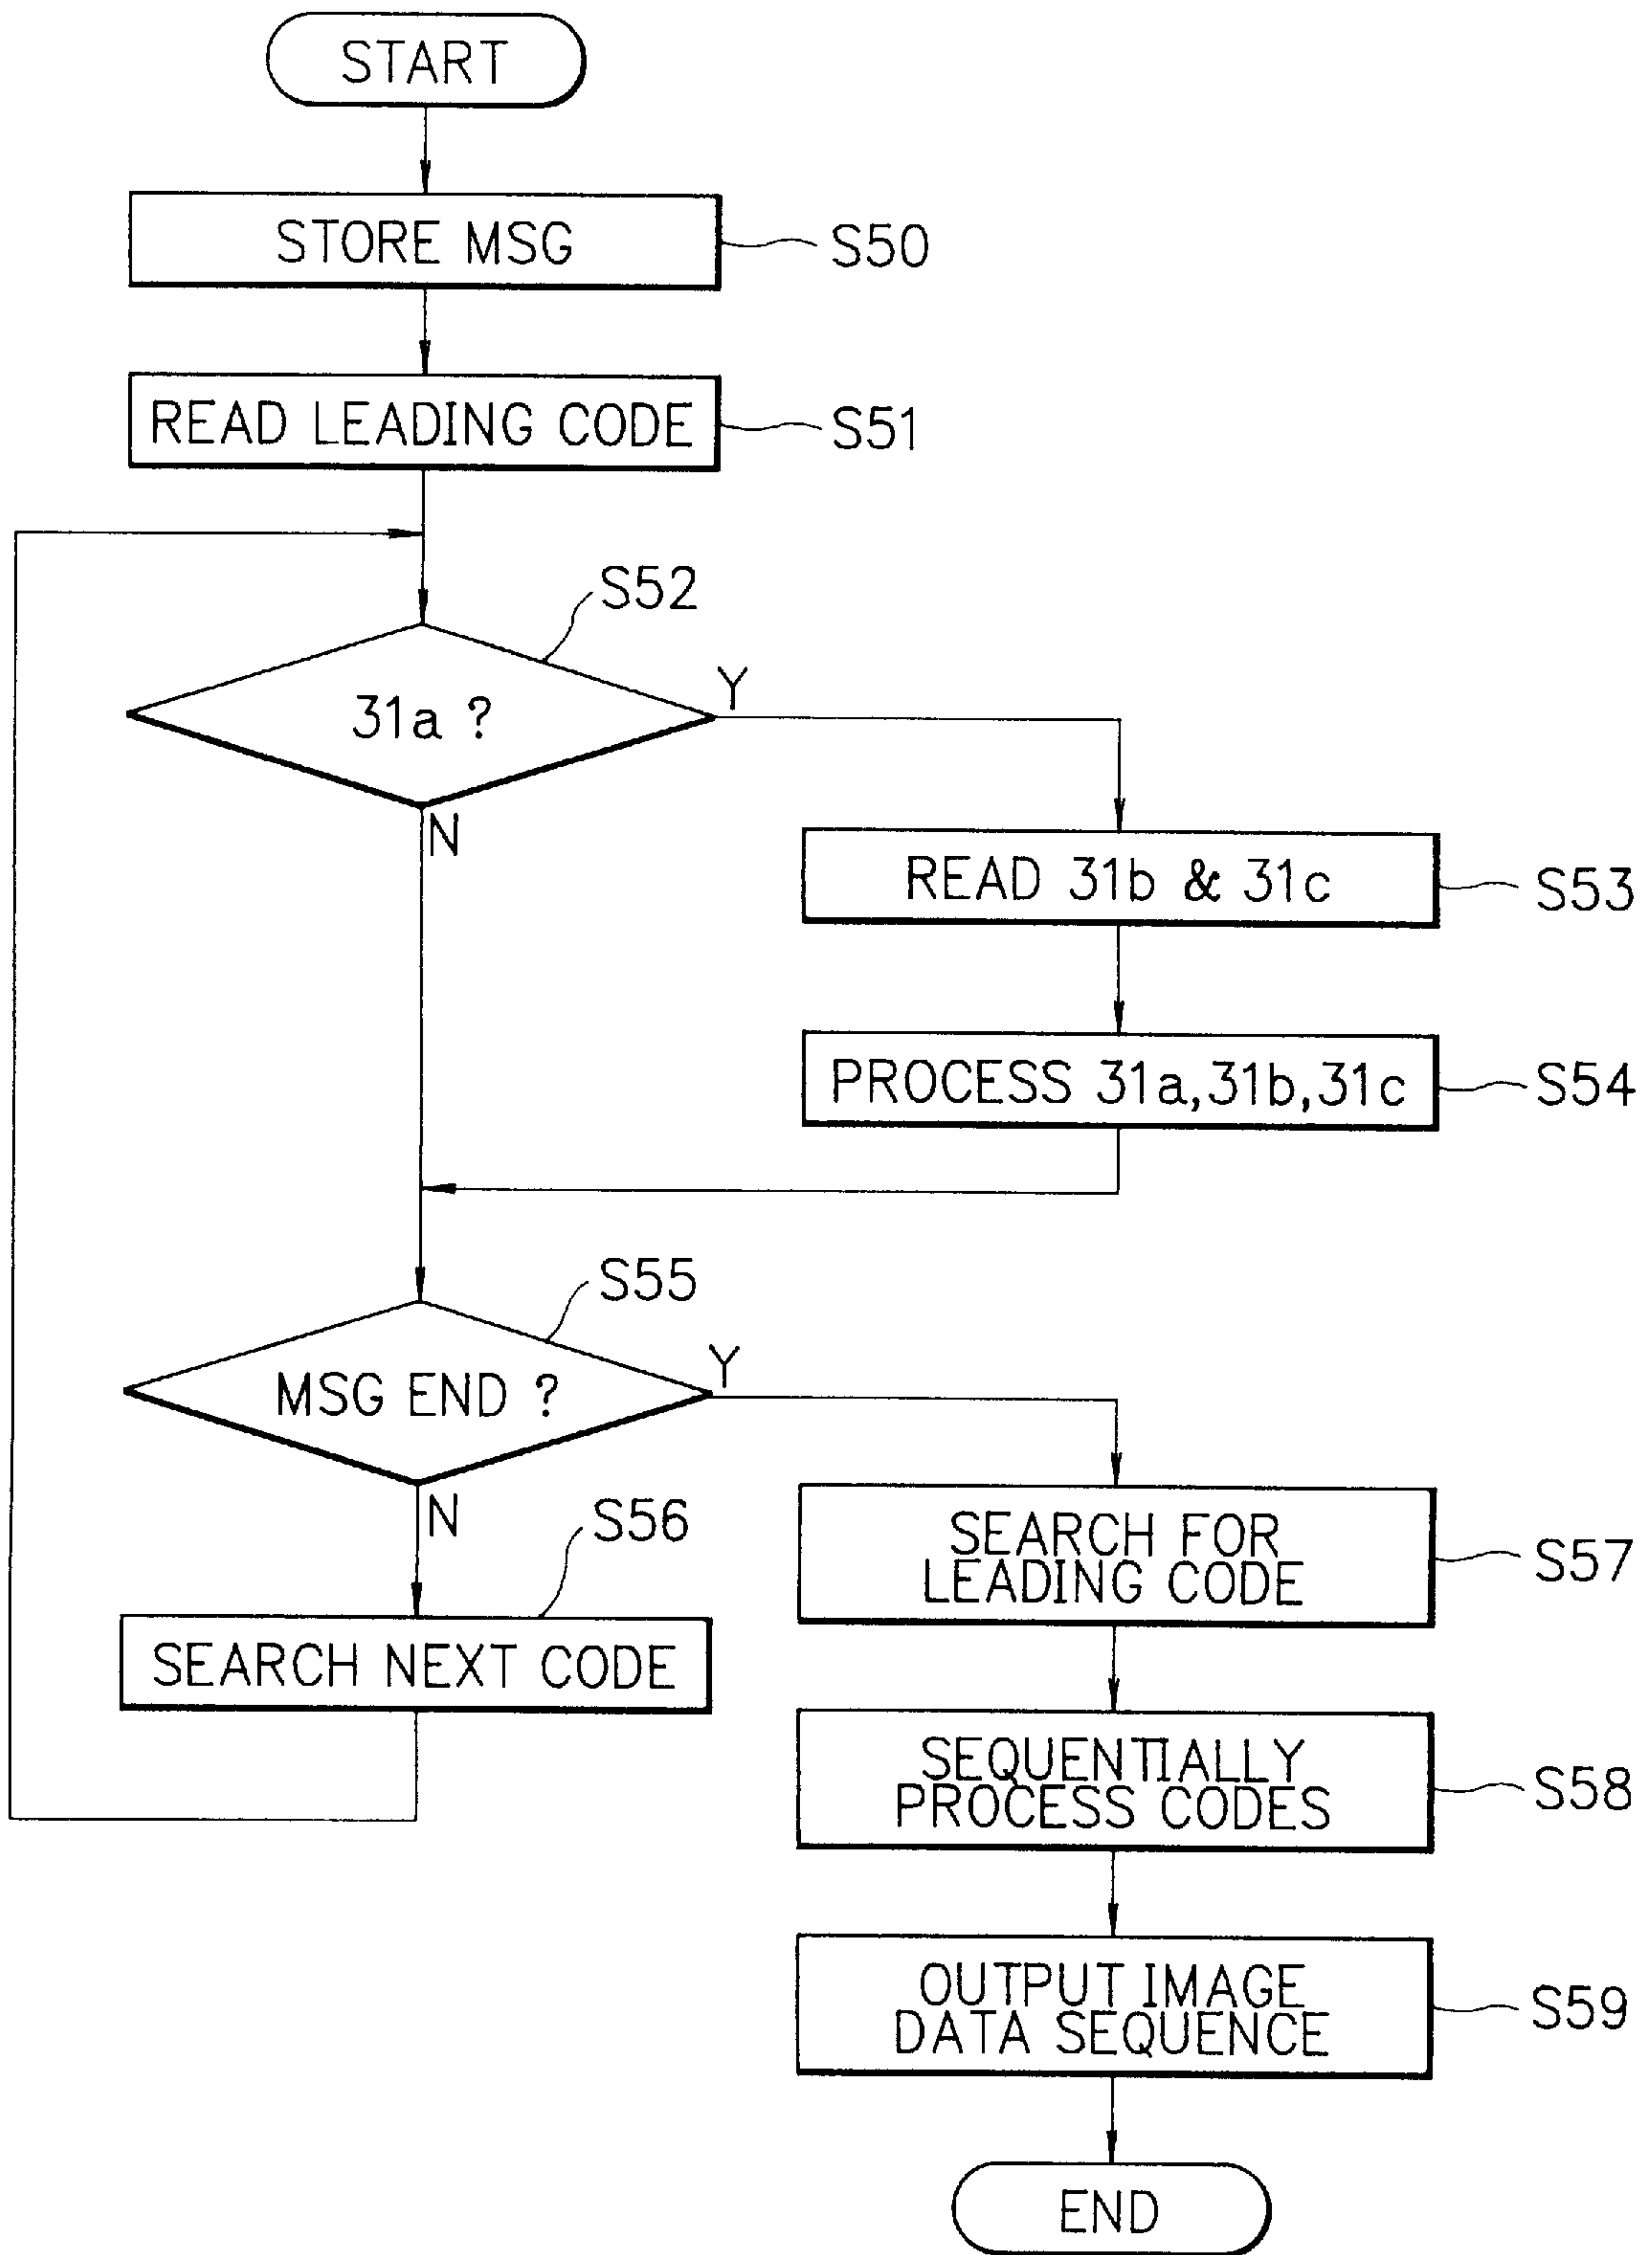 START
STORE MSG
S50
READ LEADING CODE
S51
S52
31a ?
Y
N
READ 31b & 31c
S53
PROCESS 31a,31b,31c
S54
S55
MSG END ?
Y
N
S56
SEARCH NEXT CODE
SEARCH FOR
LEADING CODE
S57
SEQUENTIALLY
PROCESS CODES
S58
OUTPUT IMAGE
DATA SEQUENCE
S59
END